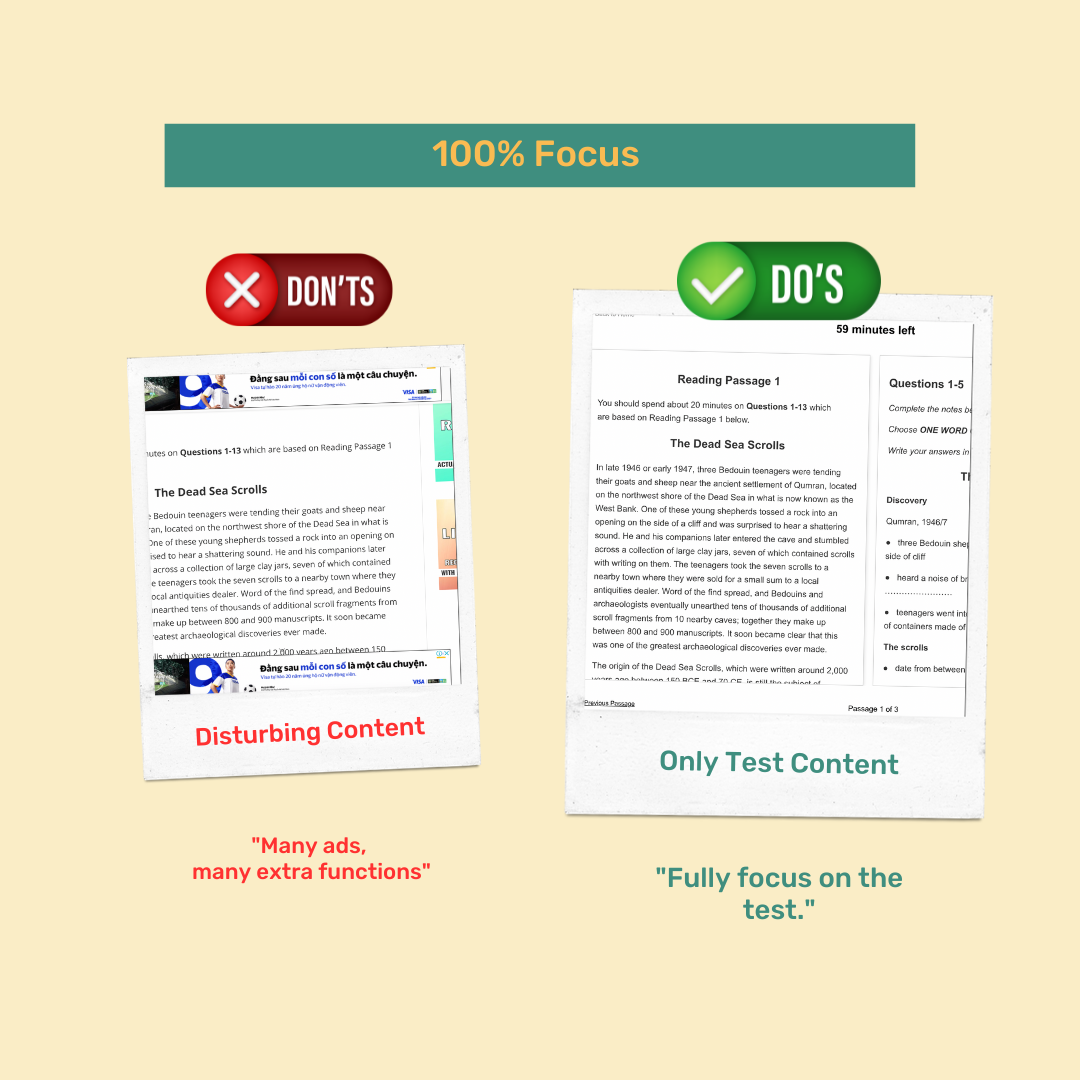 100% Focus
DON'TS
Đằng sau mỗi con số là một câu chuyện.
Visa tự hào 20 năm ủng hộ nữ vận động viên.
VISA
utes on Questions 1-13 which are based on Reading Passage 1
ACTU
The Dead Sea Scrolls
e Bedouin teenagers were tending their goats and sheep near
ran, located on the northwest shore of the Dead Sea in what is
One of these young shepherds tossed a rock into an opening on
ised to hear a shattering sound. He and his companions later
across a collection of large clay jars, seven of which contained
e teenagers took the seven scrolls to a nearby town where they
ocal antiquities dealer. Word of the find spread, and Bedouins
unearthed tens of thousands of additional scroll fragments from
make up between 800 and 900 manuscripts. It soon became
reatest archaeological discoveries ever made.
lls, which were written around 2,000 years ago between 150
R
LI
REC
WITH
Đằng sau mỗi con số là một câu chuyện.
Visa tự hào 20 năm ủng hộ nữ vận động viên.
VISA
Disturbing Content
"Many ads,
many extra functions"
DO'S
59 minutes left
Reading Passage 1
You should spend about 20 minutes on Questions 1-13 which
are based on Reading Passage 1 below.
The Dead Sea Scrolls
In late 1946 or early 1947, three Bedouin teenagers were tending
their goats and sheep near the ancient settlement of Qumran, located
on the northwest shore of the Dead Sea in what is now known as the
West Bank. One of these young shepherds tossed a rock into an
opening on the side of a cliff and was surprised to hear a shattering
sound. He and his companions later entered the cave and stumbled
across a collection of large clay jars, seven of which contained scrolls
with writing on them. The teenagers took the seven scrolls to a
nearby town where they were sold for a small sum to a local
antiquities dealer. Word of the find spread, and Bedouins and
archaeologists eventually unearthed tens of thousands of additional
scroll fragments from 10 nearby caves; together they make up
between 800 and 900 manuscripts. It soon became clear that this
was one of the greatest archaeological discoveries ever made.
The origin of the Dead Sea Scrolls, which were written around 2,000
years ago between 150 BCE and 70 CE, is still the subject of
Questions 1-5
Complete the notes be
Choose ONE WORD
Write your answers in
Th
Discovery
Qumran, 1946/7
● three Bedouin shep
side of cliff
● heard a noise of br
........................
● teenagers went into
of containers made of
The scrolls
● date from between
Previous Passage
Passage 1 of 3
Only Test Content
"Fully focus on the
test."